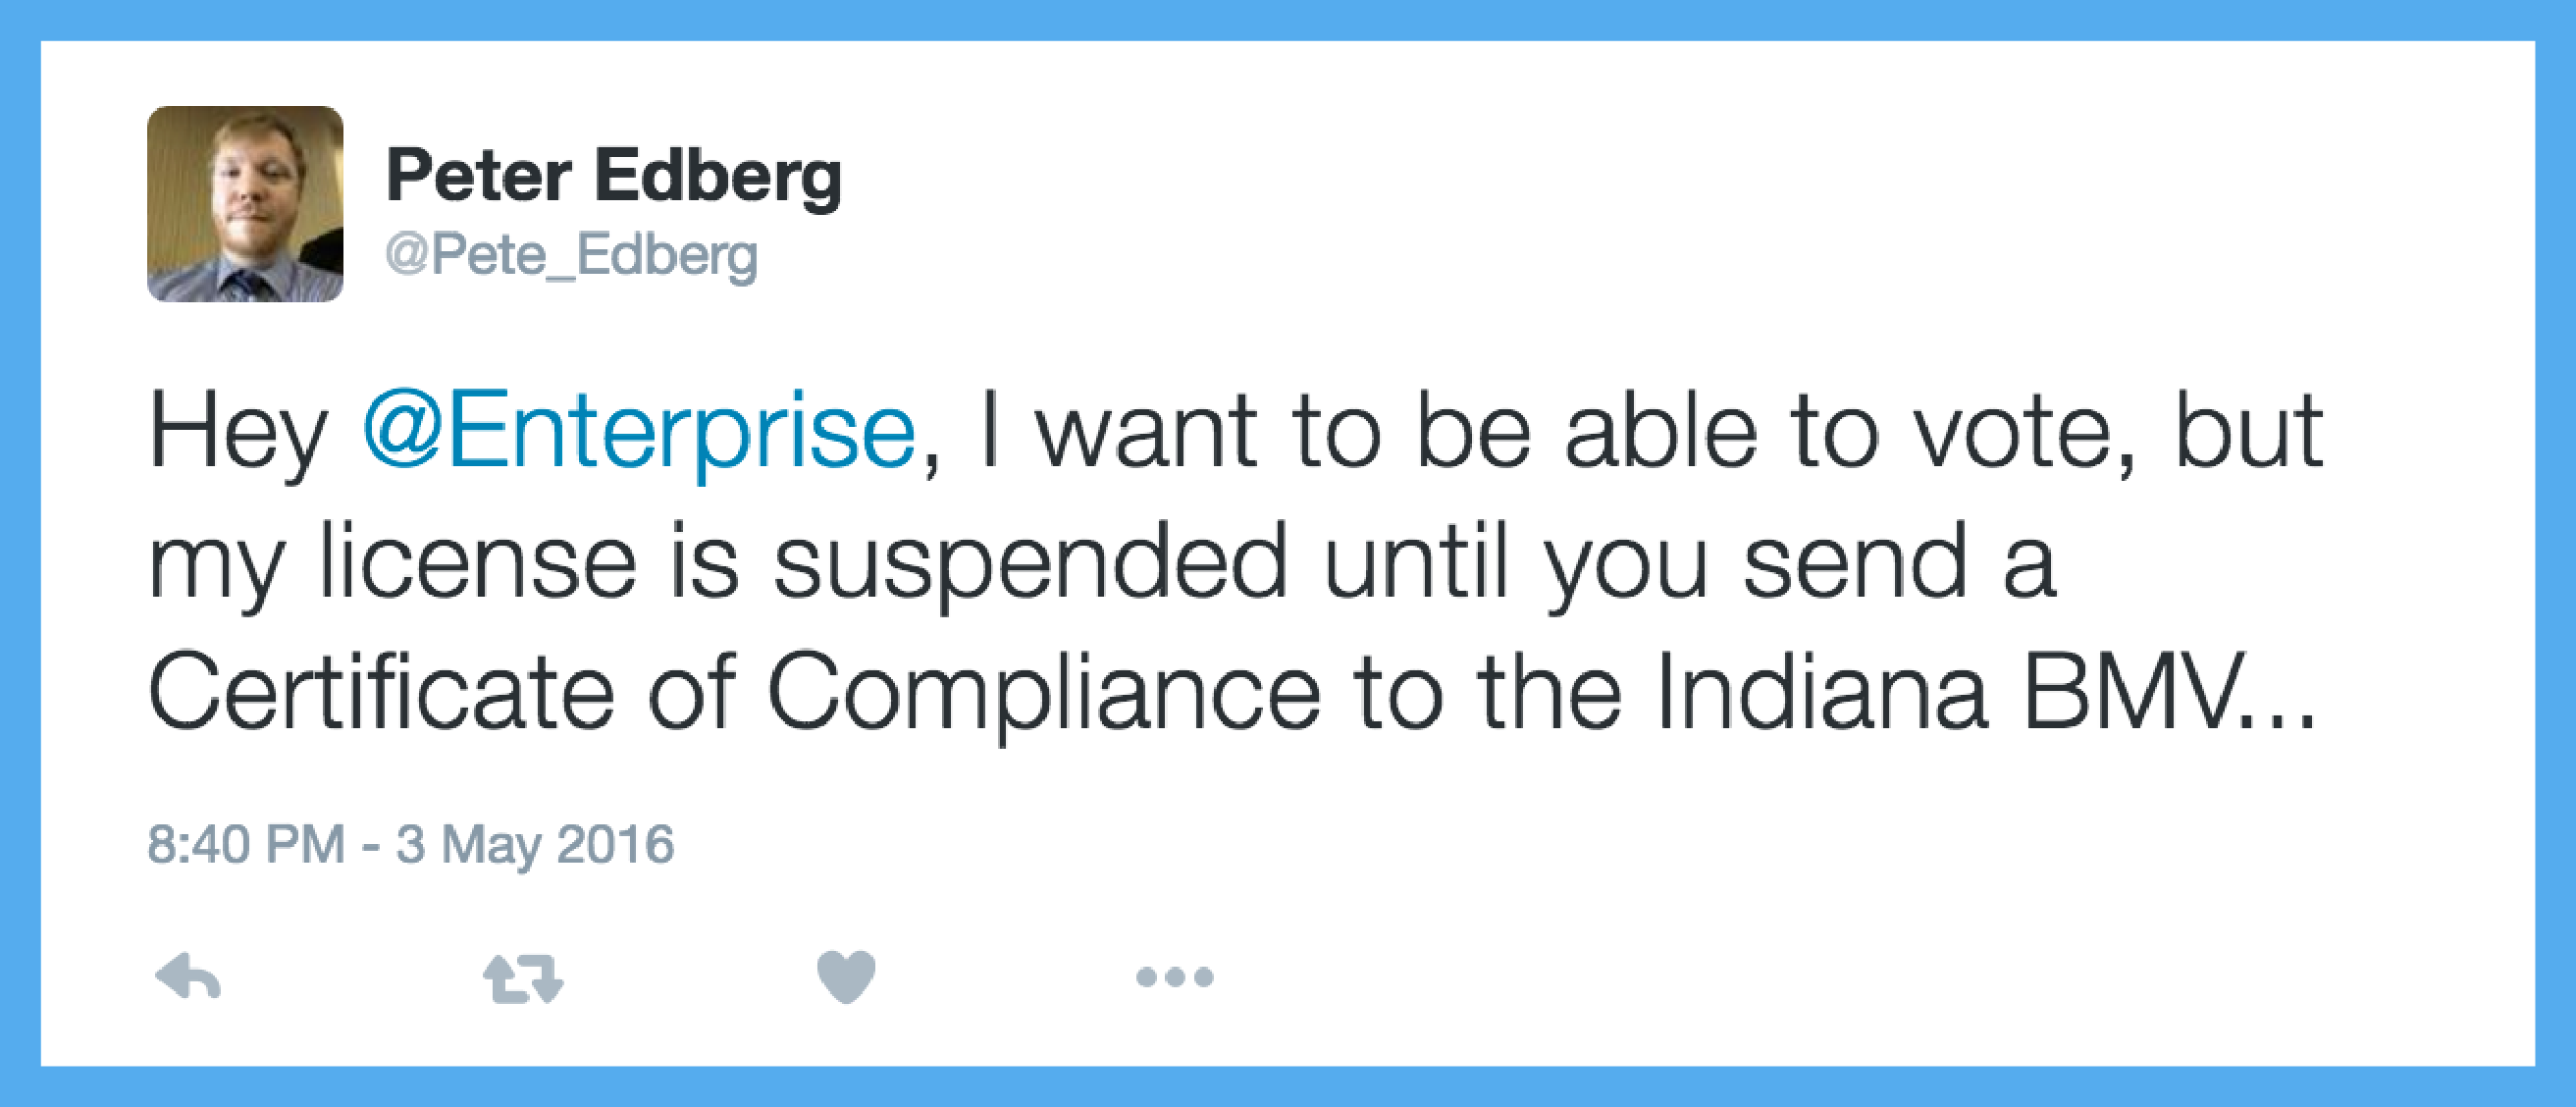 Peter Edberg
@Pete_Edberg
Hey @Enterprise, I want to be able to vote, but
my license is suspended until you send a
Certificate of Compliance to the Indiana BMV...
8:40 PM - 3 May 2016